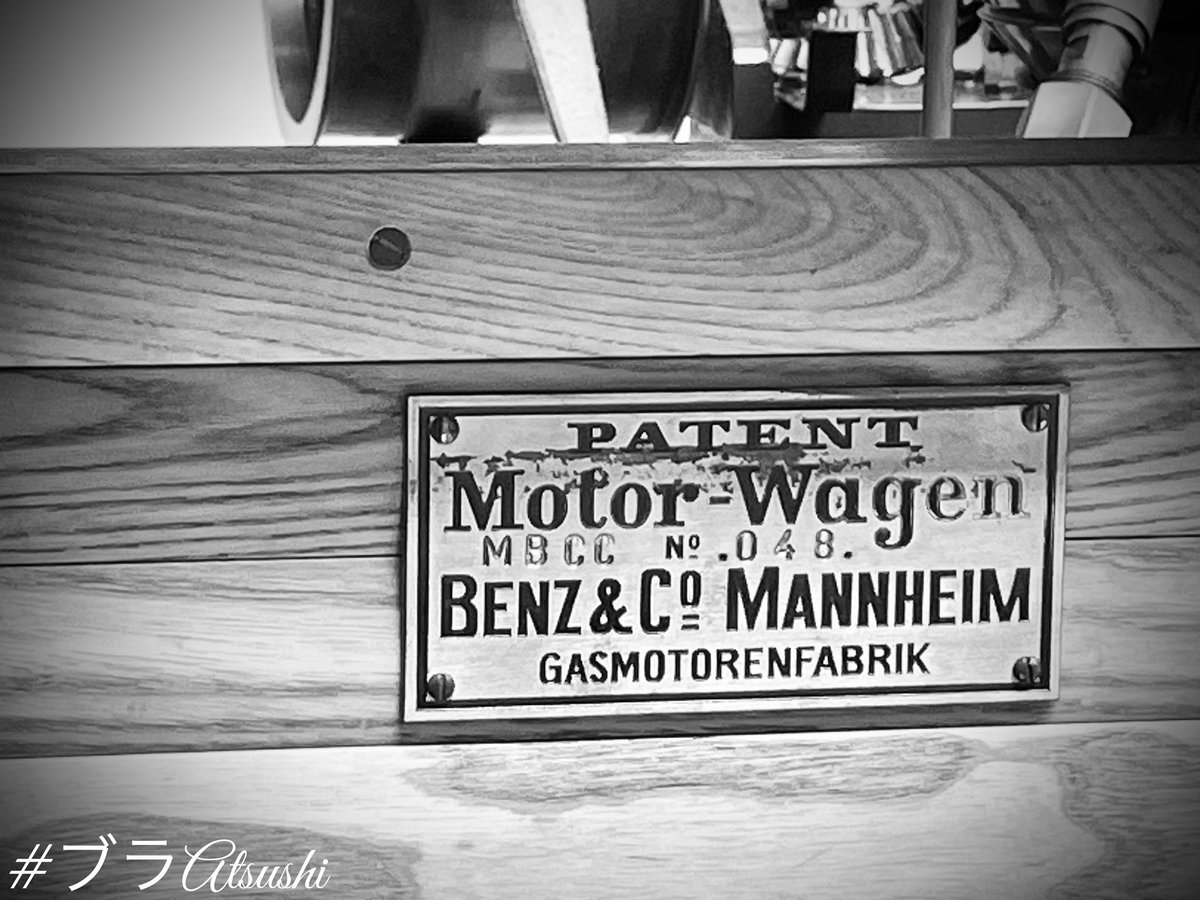 PATENT
Motor-Wagen
MBCC Nº .048.
BENZ & Cº MANNHEIM
GASMOTORENFABRIK
#ブラAtsushi